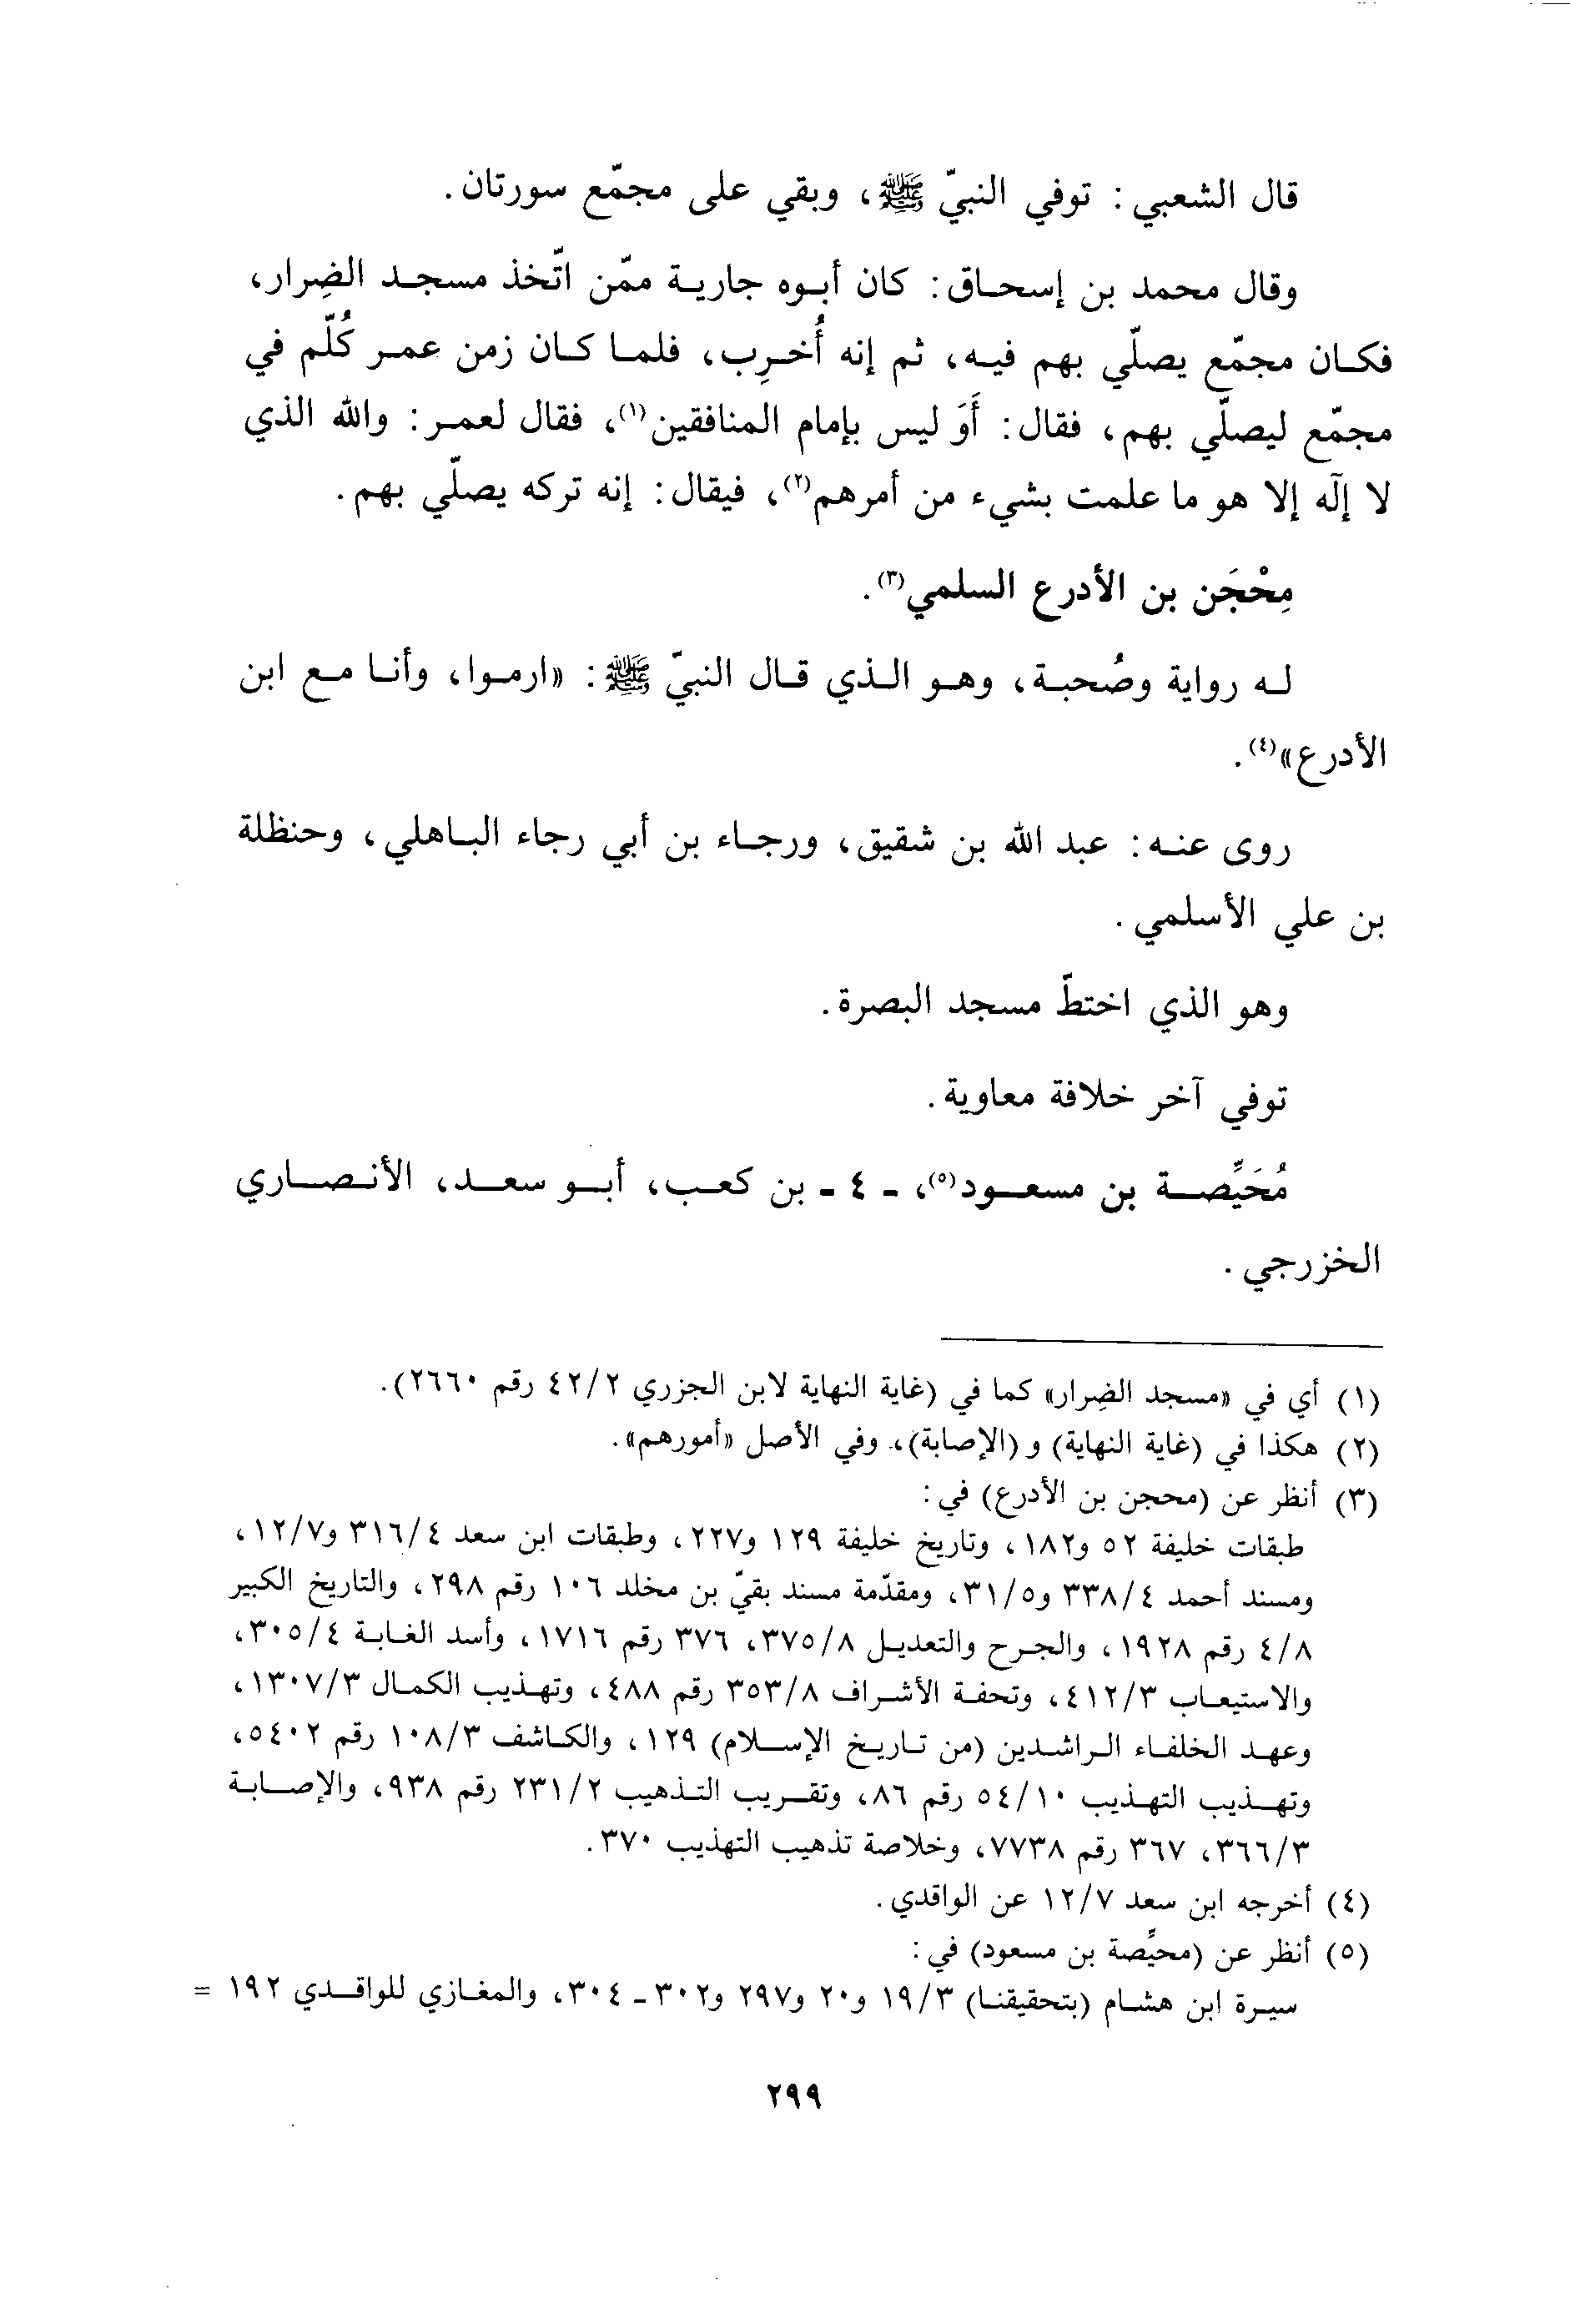 قال الشعبي: توفي النبيّ ﷺ، وبقي على مجمّع سورتان.
وقال محمد بن إسحاق: كان أبوه جارية ممّن اتّخذ مسجد الضِرار،
فكان مجمّع يصلّي بهم فيه، ثم إنه أُخرِب، فلما كان زمن عمر كُلّم في
مجمّع ليصلّي بهم، فقال: أَوَ ليس بإمام المنافقين(١)، فقال لعمر: والله الذي
لا إلٓه إلا هو ما علمت بشيء من أمرهم(٢)، فيقال: إنه تركه يصلّي بهم.
مِحْجَن بن الأدرع السلمي(٣).
له رواية وصُحبة، وهو الذي قال النبيّ ﷺ: «ارموا، وأنا مع ابن
الأدرع»(٤).
روى عنه: عبد الله بن شقيق، ورجاء بن أبي رجاء الباهلي، وحنظلة
بن علي الأسلمي.
وهو الذي اختطّ مسجد البصرة.
توفي آخر خلافة معاوية.
مُحَيِّصة بن مسعود(٥)، - ٤ - بن كعب، أبو سعد، الأنصاري
الخزرجي.
(١) أي في «مسجد الضِرار» كما في (غاية النهاية لابن الجزري ٤٢/٢ رقم ٢٦٦٠).
(٢) هكذا في (غاية النهاية) و(الإصابة)، وفي الأصل «أمورهم».
(٣) أنظر عن (محجن بن الأدرع) في:
طبقات خليفة ٥٢ و١٨٢، وتاريخ خليفة ١٢٩ و٢٢٧، وطبقات ابن سعد ٣١٦/٤ و١٢/٧،
ومسند أحمد ٣٣٨/٤ و٣١/٥، ومقدّمة مسند بقيّ بن مخلد ١٠٦ رقم ٢٩٨، والتاريخ الكبير
٤/٨ رقم ١٩٢٨، والجرح والتعديل ٣٧٥/٨، ٣٧٦ رقم ١٧١٦، وأسد الغابة ٣٠٥/٤،
والاستيعاب ٤١٢/٣، وتحفة الأشراف ٣٥٣/٨ رقم ٤٨٨، وتهذيب الكمال ١٣٠٧/٣،
وعهد الخلفاء الراشدين (من تاريخ الإسلام) ١٢٩، والكاشف ١٠٨/٣ رقم ٥٤٠٢،
وتهذيب التهذيب ٥٤/١٠ رقم ٨٦، وتقريب التذهيب ٢٣١/٢ رقم ٩٣٨، والإصابة
٣٦٦/٣، ٣٦٧ رقم ٧٧٣٨، وخلاصة تذهيب التهذيب ٣٧٠.
(٤) أخرجه ابن سعد ١٢/٧ عن الواقدي.
(٥) أنظر عن (محيِّصة بن مسعود) في:
سيرة ابن هشام (بتحقيقنا) ١٩/٣ و٢٠ و٢٩٧ و٣٠٢ - ٣٠٤، والمغازي للواقدي ١٩٢ =
٢٩٩